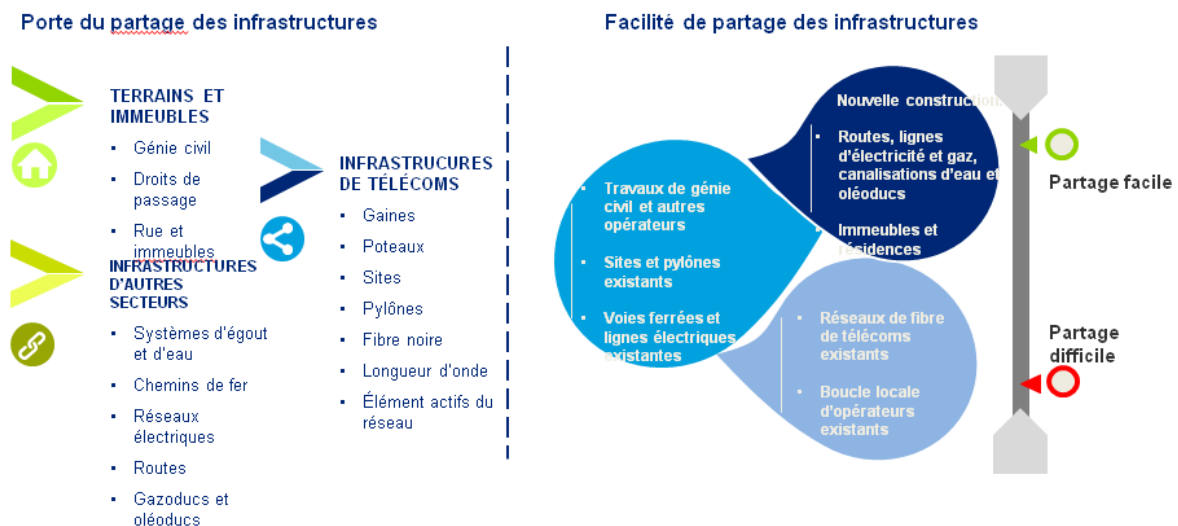 Porte du partage des infrastructures
TERRAINS ET
IMMEUBLES
▪ Génie civil
▪ Droits de
passage
▪ Rue et
immeubles
INFRASTRUCTURES
D'AUTRES
SECTEURS
▪ Systèmes d'égout
et d'eau
▪ Chemins de fer
▪ Réseaux
électriques
▪ Routes
▪ Gazoducs et
oléoducs
INFRASTRUCURES
DE TÉLÉCOMS
▪ Gaines
▪ Poteaux
▪ Sites
▪ Pylônes
▪ Fibre noire
▪ Longueur d'onde
▪ Élément actifs du
réseau
Facilité de partage des infrastructures
▪ Travaux de génie
civil et autres
opérateurs
▪ Sites et pylônes
existants
▪ Voies ferrées et
lignes électriques
existantes
Nouvelle construction:
▪ Routes, lignes
d'électricité et gaz,
canalisations d'eau et
oléoducs
▪ Immeubles et
résidences
▪ Réseaux de fibre
de télécoms
existants
▪ Boucle locale
d'opérateurs
existants
Partage facile
Partage
difficile